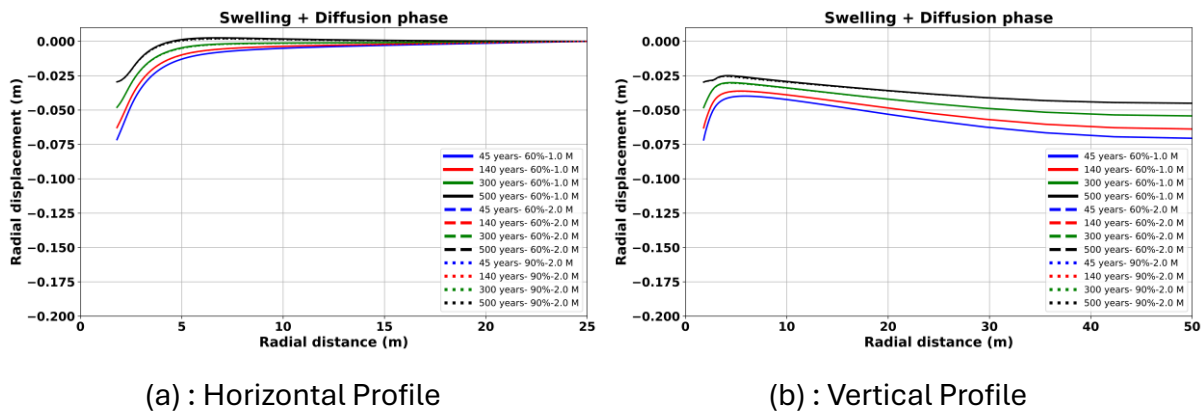 Swelling + Diffusion phase
Radial displacement (m)
0.000
−0.025
−0.050
−0.075
−0.100
−0.125
−0.150
−0.175
−0.200
45 years- 60%-1.0 M
140 years- 60%-1.0 M
300 years- 60%-1.0 M
500 years- 60%-1.0 M
45 years- 60%-2.0 M
140 years- 60%-2.0 M
300 years- 60%-2.0 M
500 years- 60%-2.0 M
45 years- 90%-2.0 M
140 years- 90%-2.0 M
300 years- 90%-2.0 M
500 years- 90%-2.0 M
0 5 10 15 20 25
Radial distance (m)
(a) : Horizontal Profile
Swelling + Diffusion phase
Radial displacement (m)
0.000
−0.025
−0.050
−0.075
−0.100
−0.125
−0.150
−0.175
−0.200
45 years- 60%-1.0 M
140 years- 60%-1.0 M
300 years- 60%-1.0 M
500 years- 60%-1.0 M
45 years- 60%-2.0 M
140 years- 60%-2.0 M
300 years- 60%-2.0 M
500 years- 60%-2.0 M
45 years- 90%-2.0 M
140 years- 90%-2.0 M
300 years- 90%-2.0 M
500 years- 90%-2.0 M
0 10 20 30 40 50
Radial distance (m)
(b) : Vertical Profile